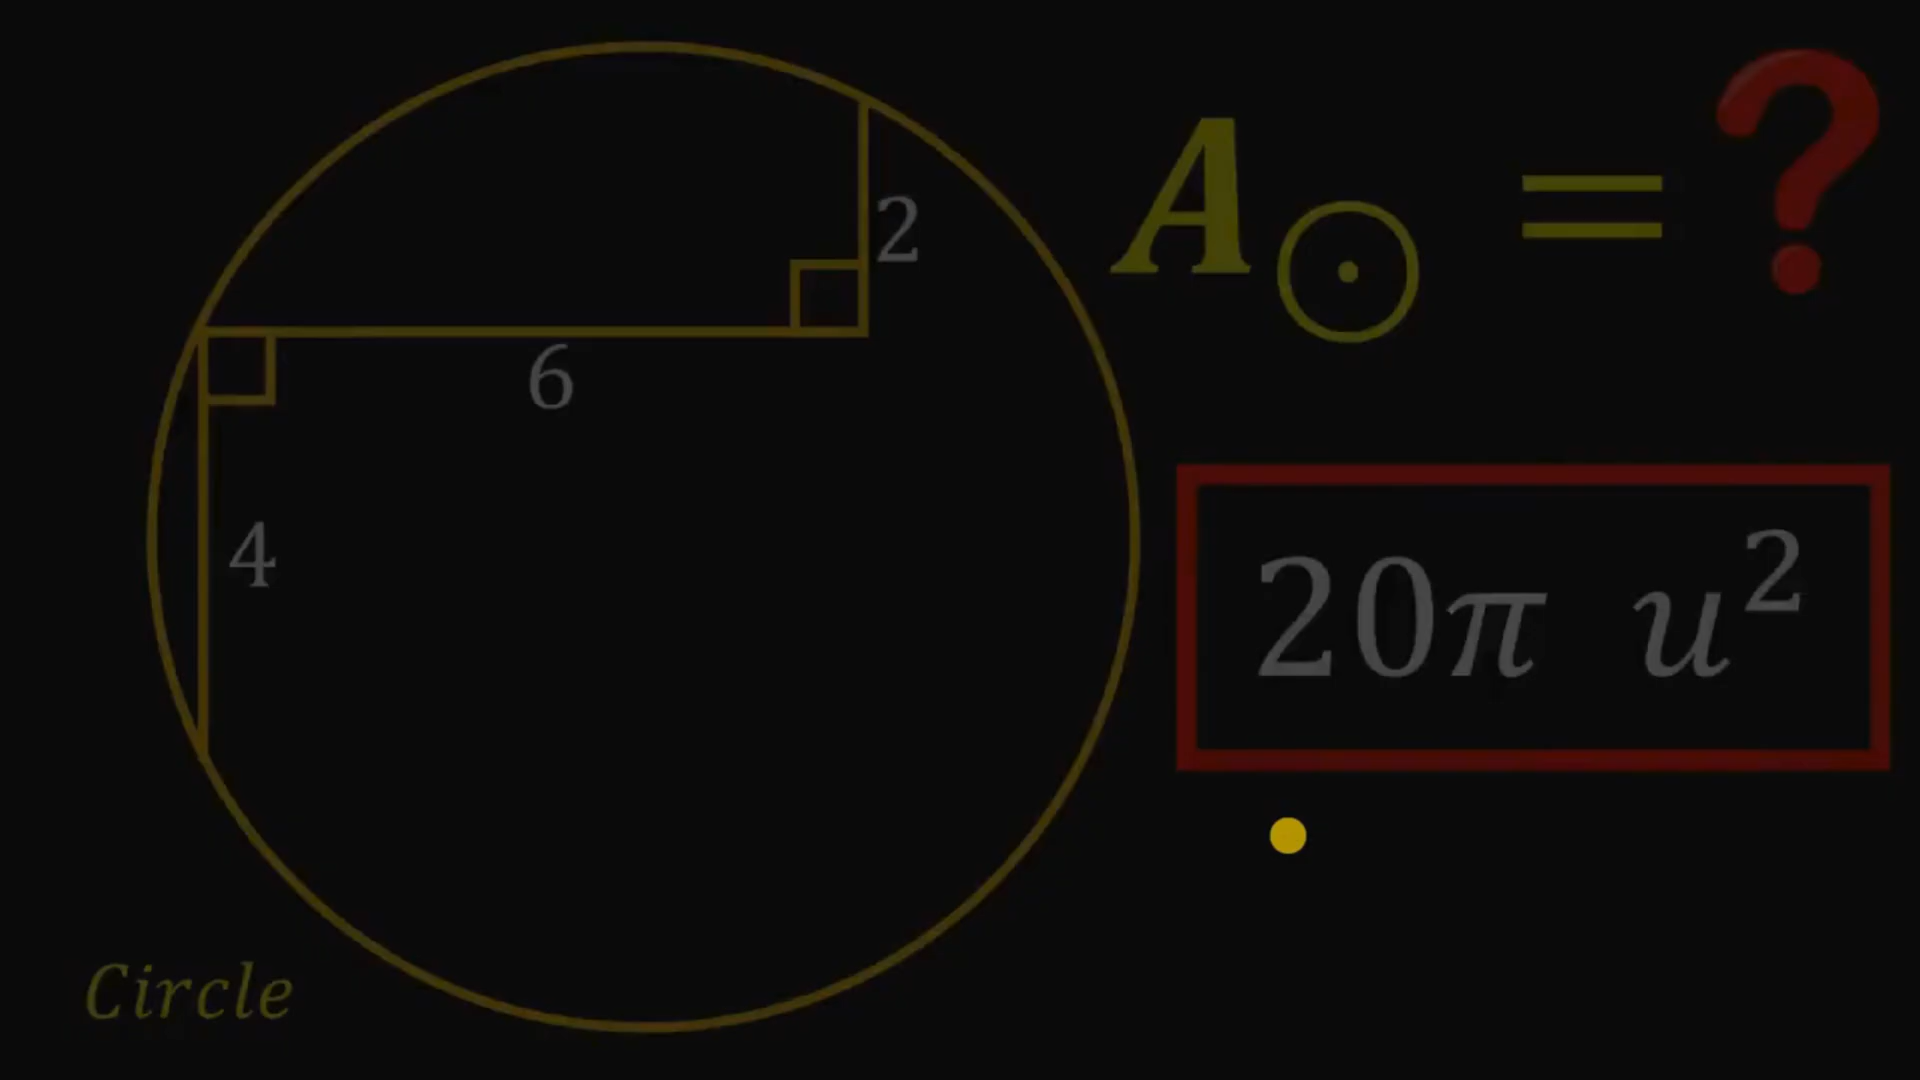 2
A⊙ = ?
6
4
20π u²
Circle